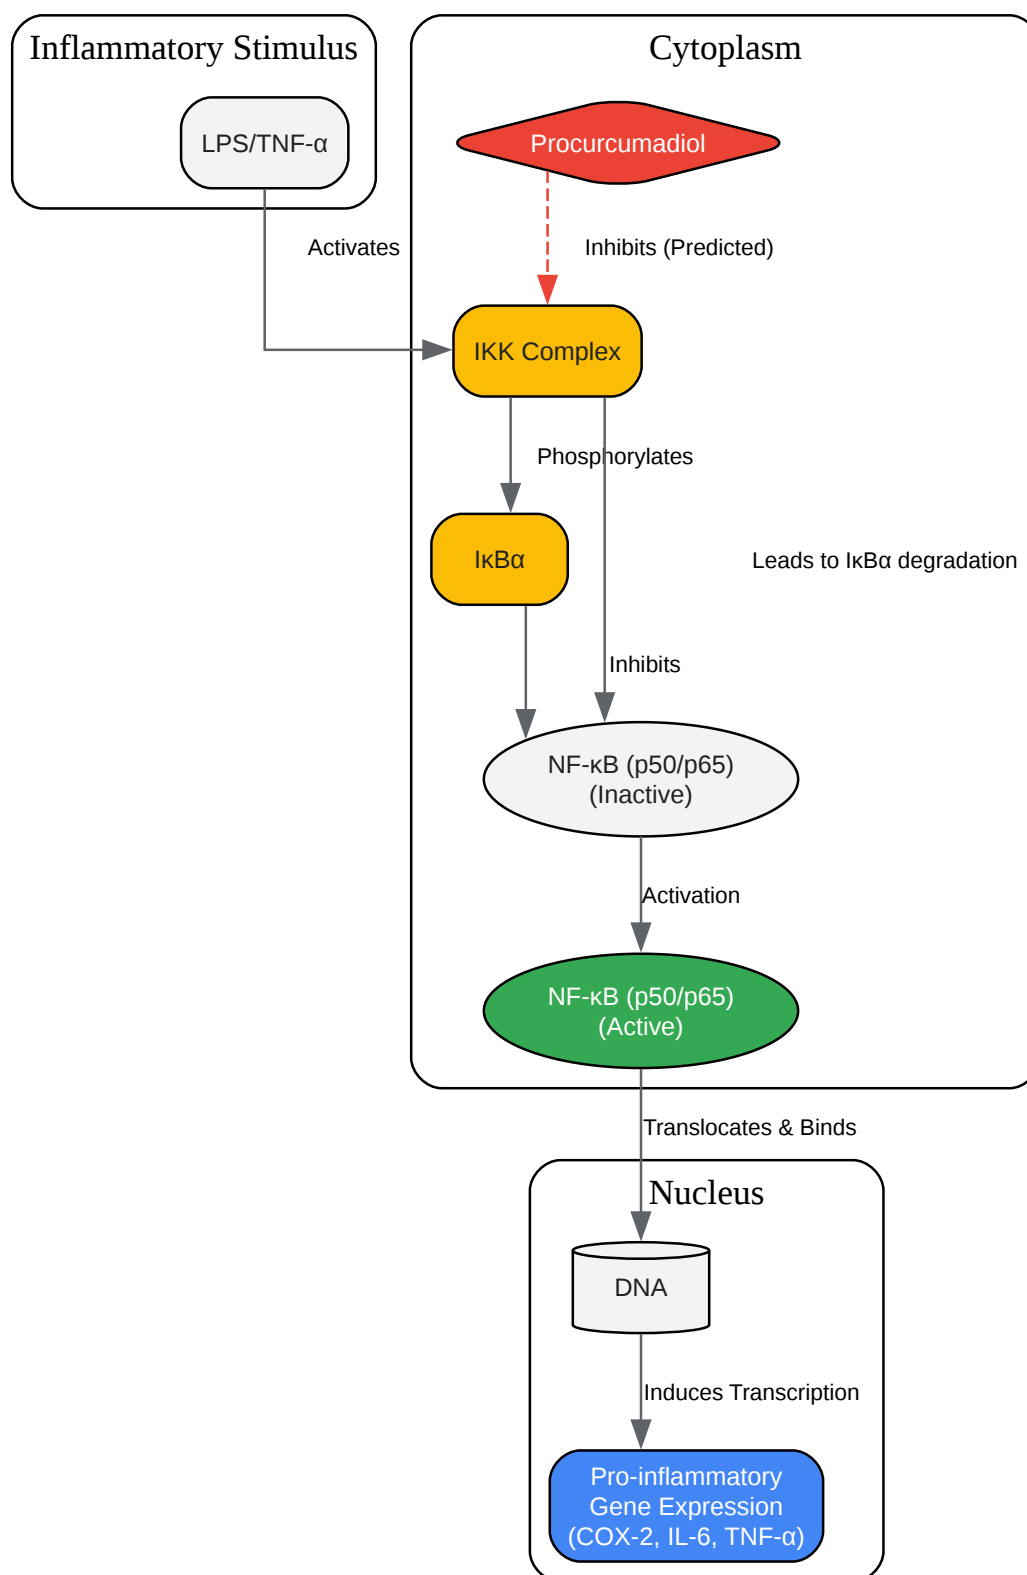 Inflammatory Stimulus
Cytoplasm
LPS/TNF-α
Procurcumadiol
Activates
Inhibits (Predicted)
IKK Complex
Phosphorylates
IκBα
Leads to IκBα degradation
Inhibits
NF-κB (p50/p65)
(Inactive)
Activation
NF-κB (p50/p65)
(Active)
Translocates & Binds
Nucleus
DNA
Induces Transcription
Pro-inflammatory
Gene Expression
(COX-2, IL-6, TNF-α)